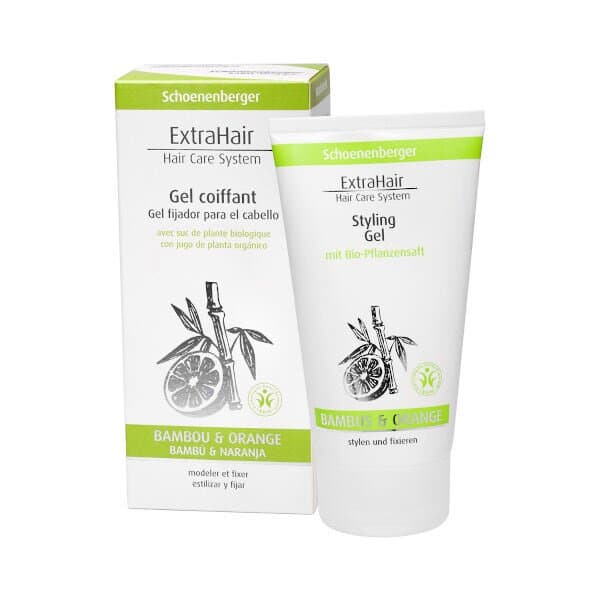 Schoenenberger
ExtraHair
Hair Care System
Gel coiffant
Gel fijador para el cabello
avec suc de plante biologique
con jugo de planta orgánico
BAMBOU & ORANGE
BAMBÚ & NARANJA
modeler et fixer
estilizar y fijar
Schoenenberger
ExtraHair
Hair Care System
Styling
Gel
mit Bio-Pflanzensaft
BAMBUS & ORANGE
stylen und fixieren